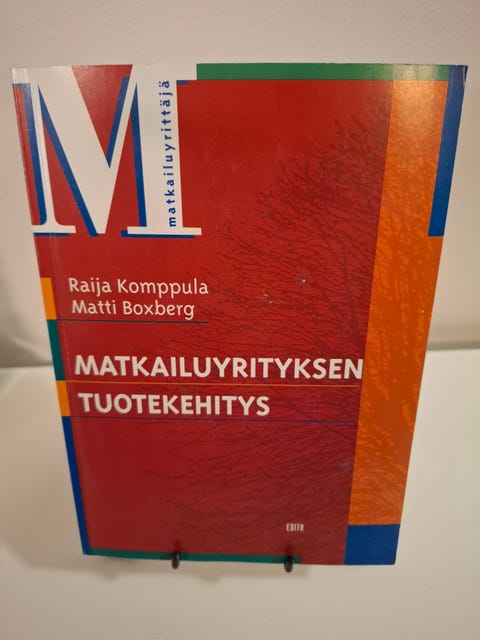 M
matkailuyrittäjä
Raija Komppula
Matti Boxberg
MATKAILUYRITYKSEN
TUOTEKEHITYS
EDITA